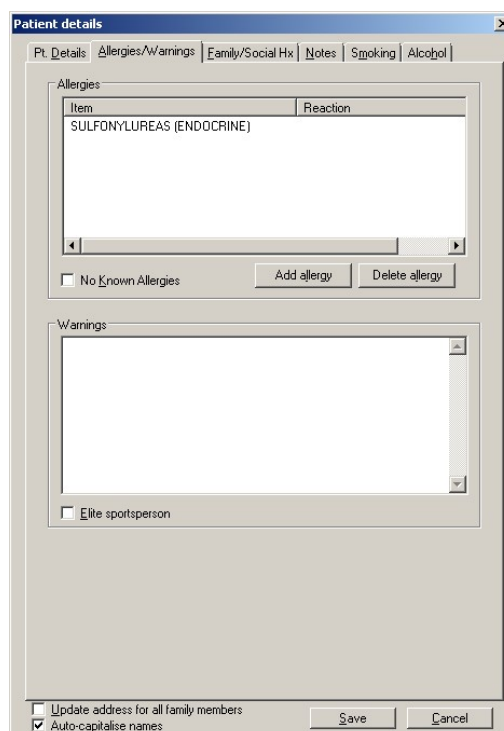 Patient details
Pt. Details Allergies/Warnings Family/Social Hx Notes Smoking Alcohol
Allergies
Item Reaction
SULFONYLUREAS (ENDOCRINE)
No Known Allergies Add allergy Delete allergy
Warnings
Elite sportsperson
Update address for all family members
Auto-capitalise names Save Cancel